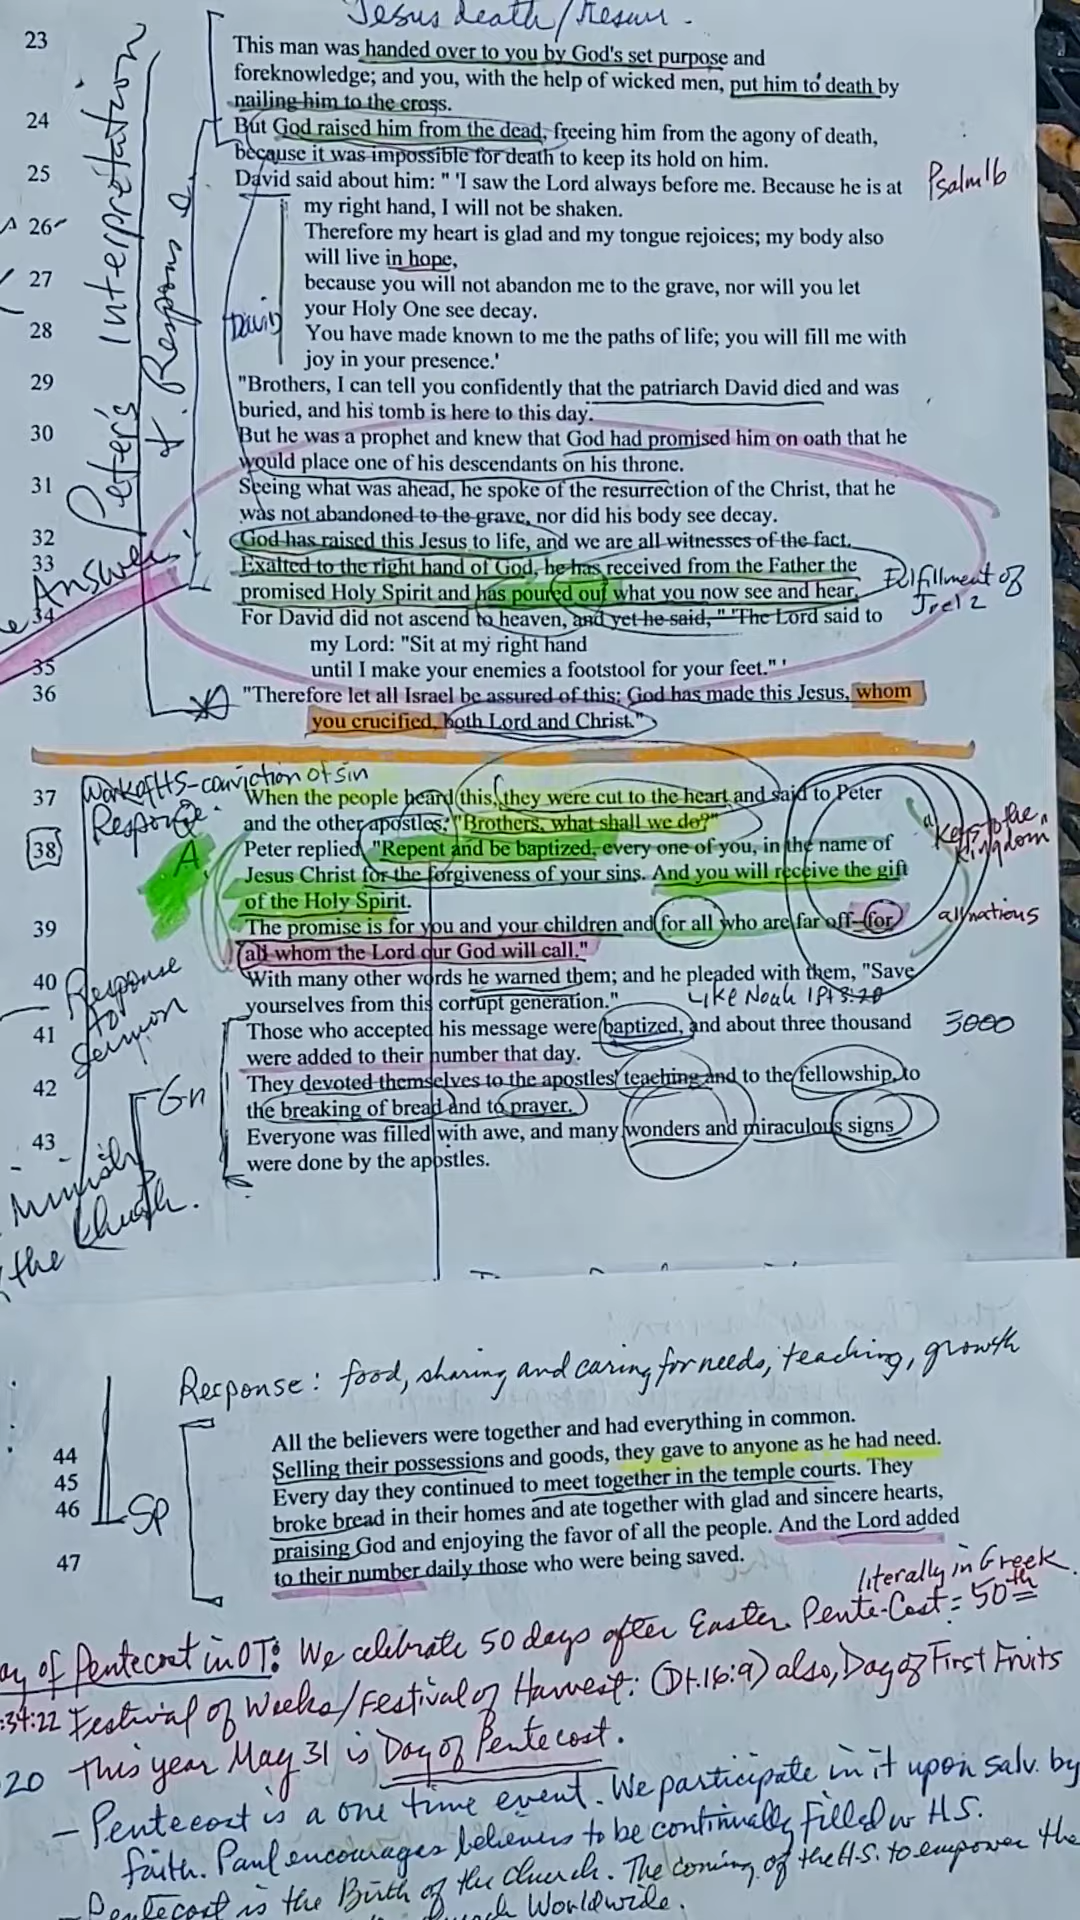 Jesus death/Resurr.
23 This man was handed over to you by God's set purpose and
foreknowledge; and you, with the help of wicked men, put him to death by
nailing him to the cross.
24 But God raised him from the dead, freeing him from the agony of death,
because it was impossible for death to keep its hold on him.
25 David said about him: " 'I saw the Lord always before me. Because he is at
Psalm 16
my right hand, I will not be shaken.
26 Therefore my heart is glad and my tongue rejoices; my body also
will live in hope,
27 because you will not abandon me to the grave, nor will you let
your Holy One see decay.
David
28 You have made known to me the paths of life; you will fill me with
joy in your presence.'
29 "Brothers, I can tell you confidently that the patriarch David died and was
buried, and his tomb is here to this day.
30 But he was a prophet and knew that God had promised him on oath that he
would place one of his descendants on his throne.
31 Seeing what was ahead, he spoke of the resurrection of the Christ, that he
was not abandoned to the grave, nor did his body see decay.
32 God has raised this Jesus to life, and we are all witnesses of the fact.
33 Exalted to the right hand of God, he has received from the Father the
promised Holy Spirit and has poured out what you now see and hear.
Fulfillment of
Joel 2
34 For David did not ascend to heaven, and yet he said, " 'The Lord said to
my Lord: "Sit at my right hand
35 until I make your enemies a footstool for your feet." '
36 "Therefore let all Israel be assured of this: God has made this Jesus, whom
you crucified, both Lord and Christ."
Peter's Interpretation
& Response
Answer
Work of HS - conviction of sin
37 When the people heard this, they were cut to the heart and said to Peter
Response Q.
and the other apostles, "Brothers, what shall we do?"
Keys to the
Kingdom
38 Peter replied, "Repent and be baptized, every one of you, in the name of
A.
Jesus Christ for the forgiveness of your sins. And you will receive the gift
of the Holy Spirit.
39 The promise is for you and your children and for all who are far off--for
all nations
all whom the Lord our God will call."
40 With many other words he warned them; and he pleaded with them, "Save
yourselves from this corrupt generation."
Like Noah 1 Pt 3:20
Response
to
Sermon
41 Those who accepted his message were baptized, and about three thousand
3000
were added to their number that day.
42 They devoted themselves to the apostles' teaching and to the fellowship, to
Gn
the breaking of bread and to prayer.
43 Everyone was filled with awe, and many wonders and miraculous signs
were done by the apostles.
Ministry
the Church.
Response: food, sharing and caring for needs, teaching, growth
44 All the believers were together and had everything in common.
45 Selling their possessions and goods, they gave to anyone as he had need.
46 Every day they continued to meet together in the temple courts. They
Sp
broke bread in their homes and ate together with glad and sincere hearts,
47 praising God and enjoying the favor of all the people. And the Lord added
to their number daily those who were being saved.
literally in Greek
ay of Pentecost in OT: We celebrate 50 days after Easter. Pente-Cost = 50th
:34:22 Festival of Weeks/Festival of Harvest: (Dt. 16:9) also, Day of First Fruits
20 This year May 31 is Day of Pentecost.
- Pentecost is a one time event. We participate in it upon salv. by
faith. Paul encourages believers to be continually filled w H.S.
- Pentecost is the Birth of the Church. The coming of the H.S. to empower the
Worldwide.